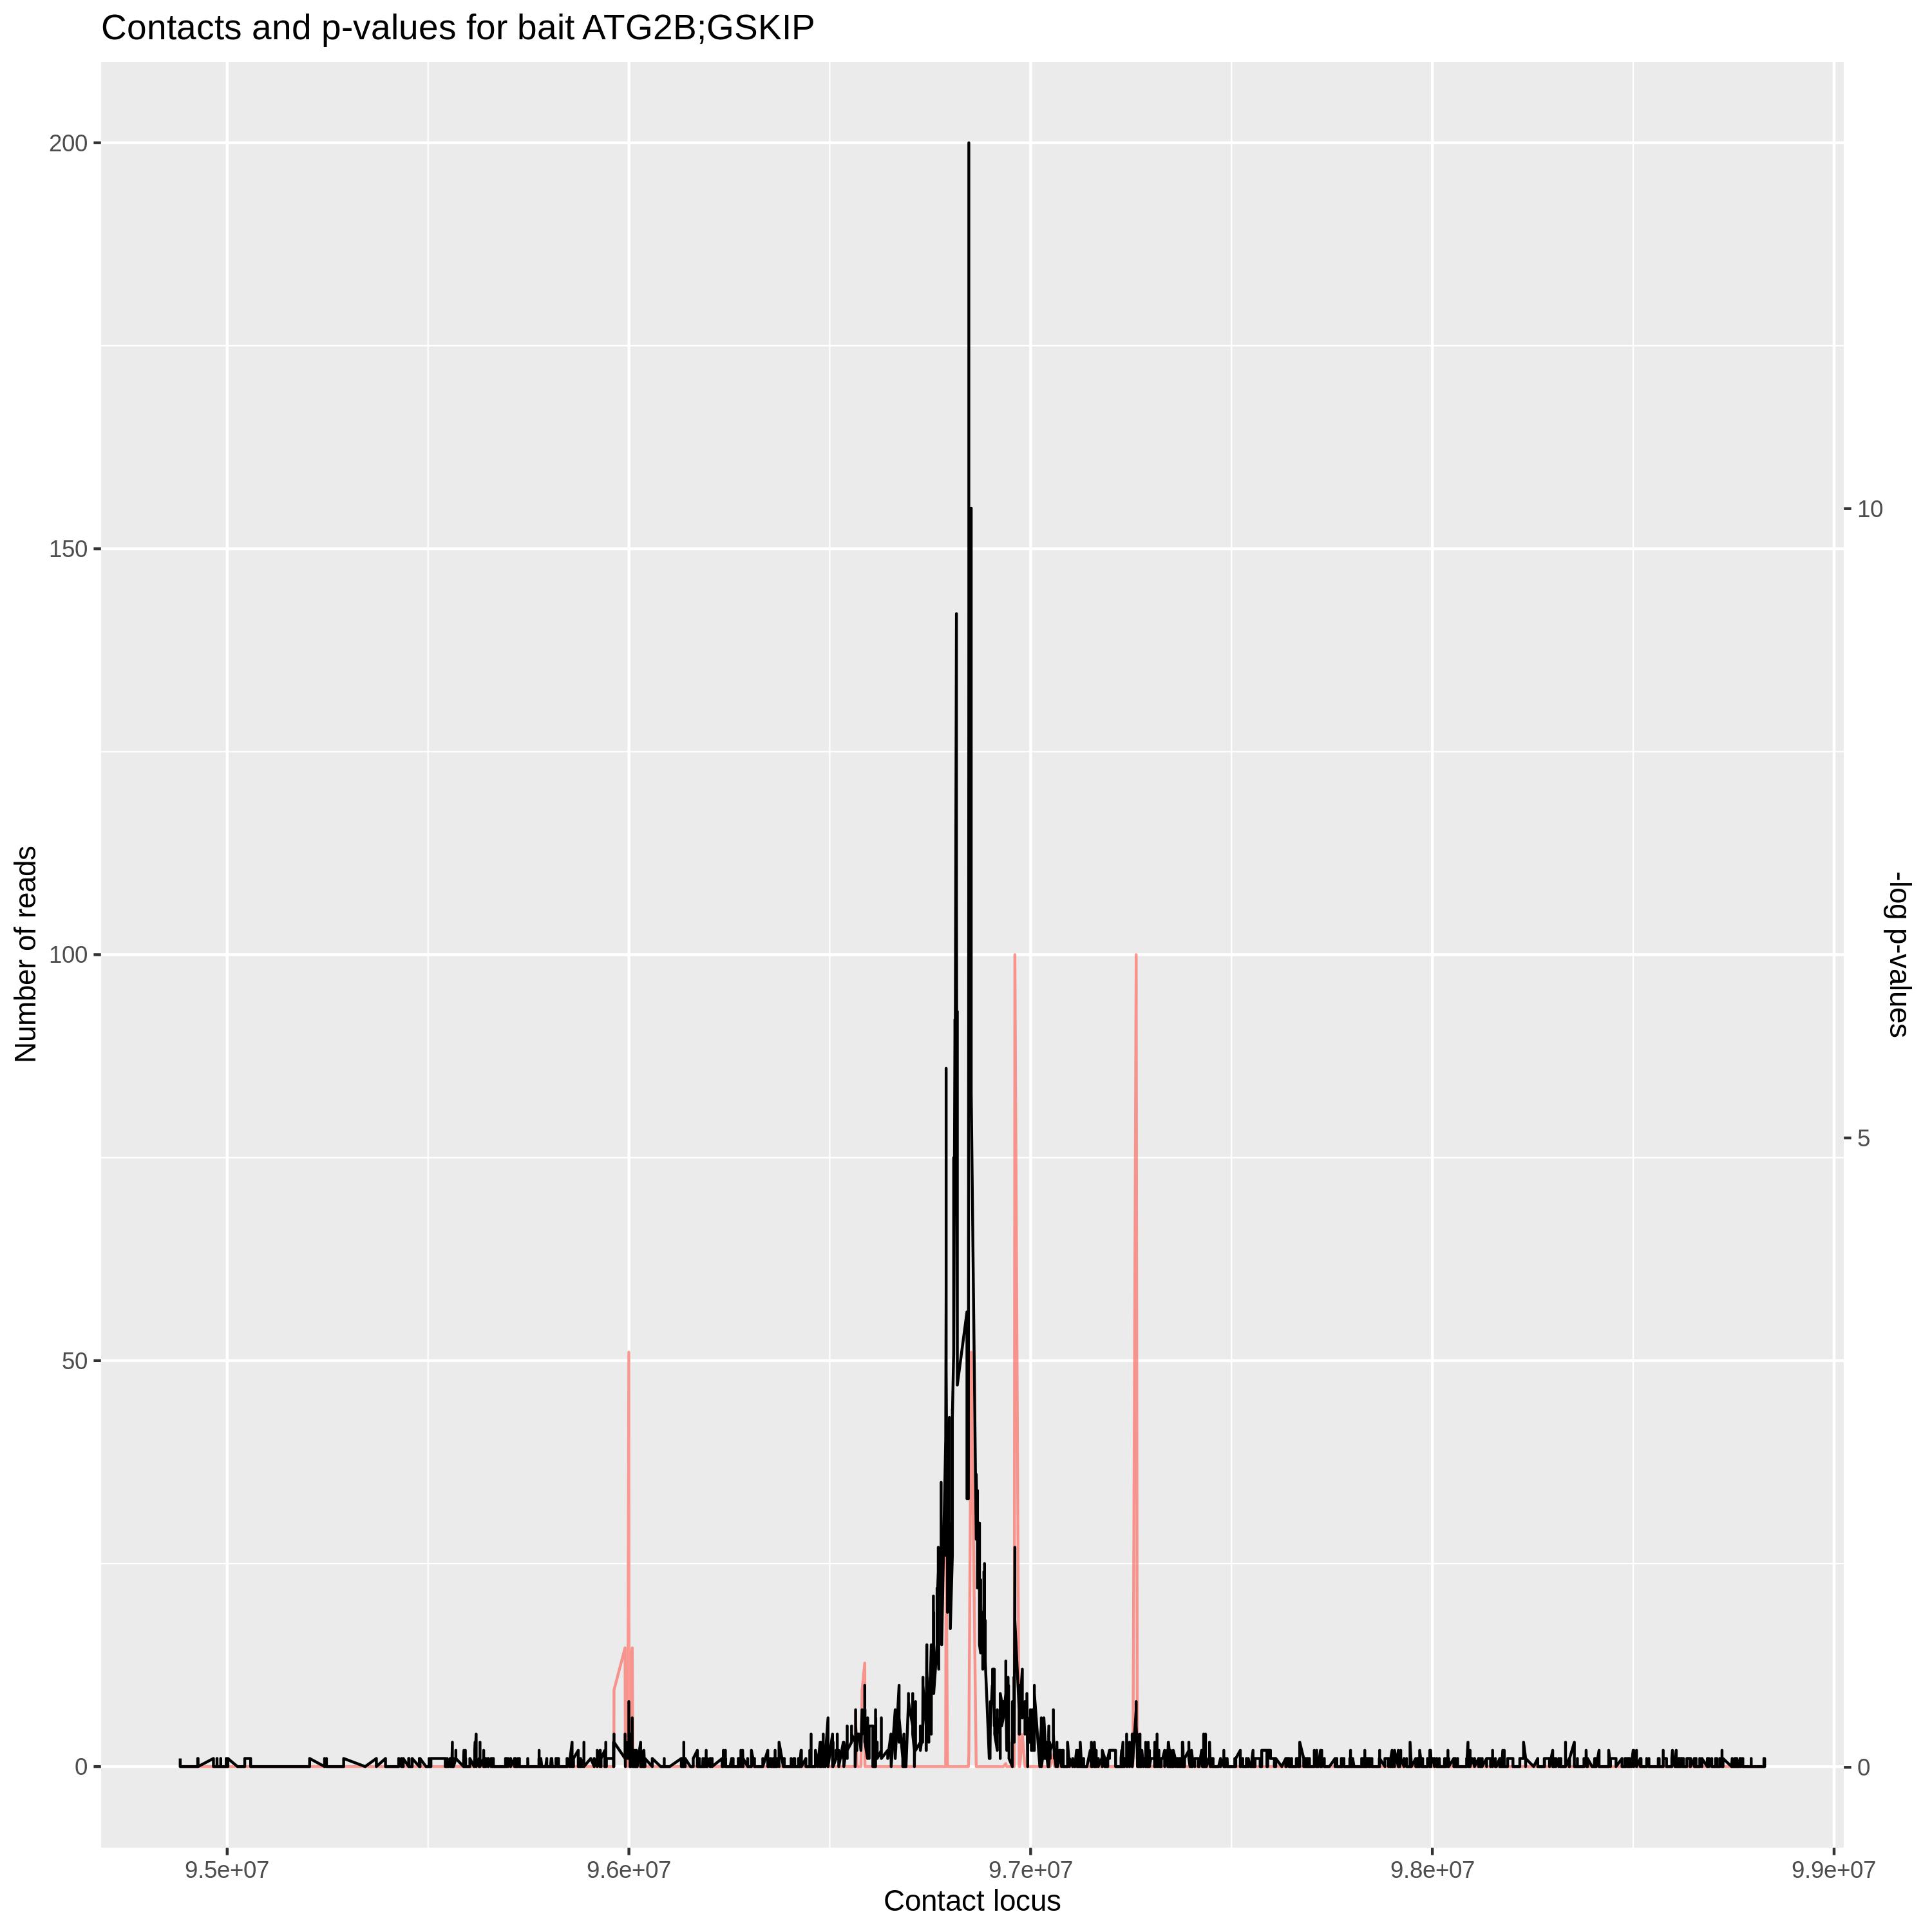 Contacts and p-values for bait ATG2B;GSKIP
200
150
100
50
0
Number of reads
10
5
0
-log p-values
9.5e+07 9.6e+07 9.7e+07 9.8e+07 9.9e+07
Contact locus